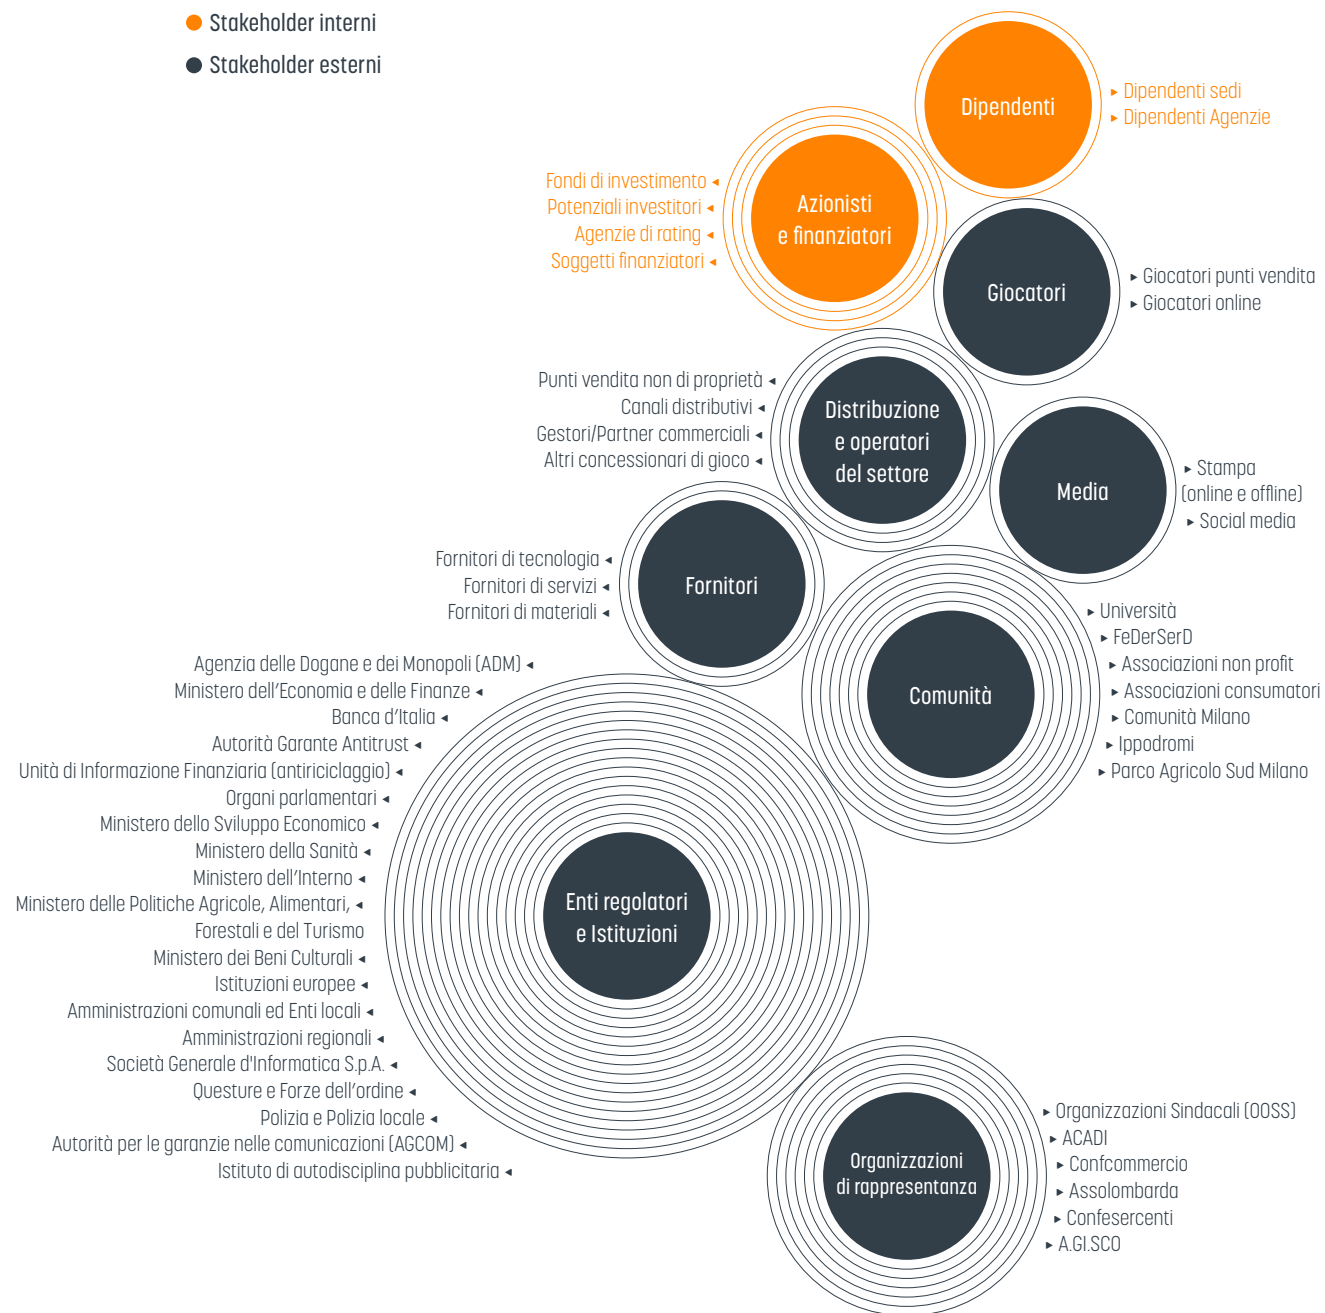 Stakeholder interni
Stakeholder esterni
Dipendenti
▸ Dipendenti sedi
▸ Dipendenti Agenzie
Fondi di investimento ◂
Potenziali investitori ◂
Agenzie di rating ◂
Soggetti finanziatori ◂
Azionisti
e finanziatori
Giocatori
▸ Giocatori punti vendita
▸ Giocatori online
Punti vendita non di proprietà ◂
Canali distributivi ◂
Gestori/Partner commerciali ◂
Altri concessionari di gioco ◂
Distribuzione
e operatori
del settore
Media
▸ Stampa
(online e offline)
▸ Social media
Fornitori di tecnologia ◂
Fornitori di servizi ◂
Fornitori di materiali ◂
Fornitori
Comunità
▸ Università
▸ FeDerSerD
▸ Associazioni non profit
▸ Associazioni consumatori
▸ Comunità Milano
▸ Ippodromi
▸ Parco Agricolo Sud Milano
Agenzia delle Dogane e dei Monopoli (ADM) ◂
Ministero dell'Economia e delle Finanze ◂
Banca d'Italia ◂
Autorità Garante Antitrust ◂
Unità di Informazione Finanziaria (antiriciclaggio) ◂
Organi parlamentari ◂
Ministero dello Sviluppo Economico ◂
Ministero della Sanità ◂
Ministero dell'Interno ◂
Ministero delle Politiche Agricole, Alimentari, ◂
Forestali e del Turismo
Ministero dei Beni Culturali ◂
Istituzioni europee ◂
Amministrazioni comunali ed Enti locali ◂
Amministrazioni regionali ◂
Società Generale d'Informatica S.p.A. ◂
Questure e Forze dell'ordine ◂
Polizia e Polizia locale ◂
Autorità per le garanzie nelle comunicazioni (AGCOM) ◂
Istituto di autodisciplina pubblicitaria ◂
Enti regolatori
e Istituzioni
Organizzazioni
di rappresentanza
▸ Organizzazioni Sindacali (OOSS)
▸ ACADI
▸ Confcommercio
▸ Assolombarda
▸ Confesercenti
▸ A.GI.SCO